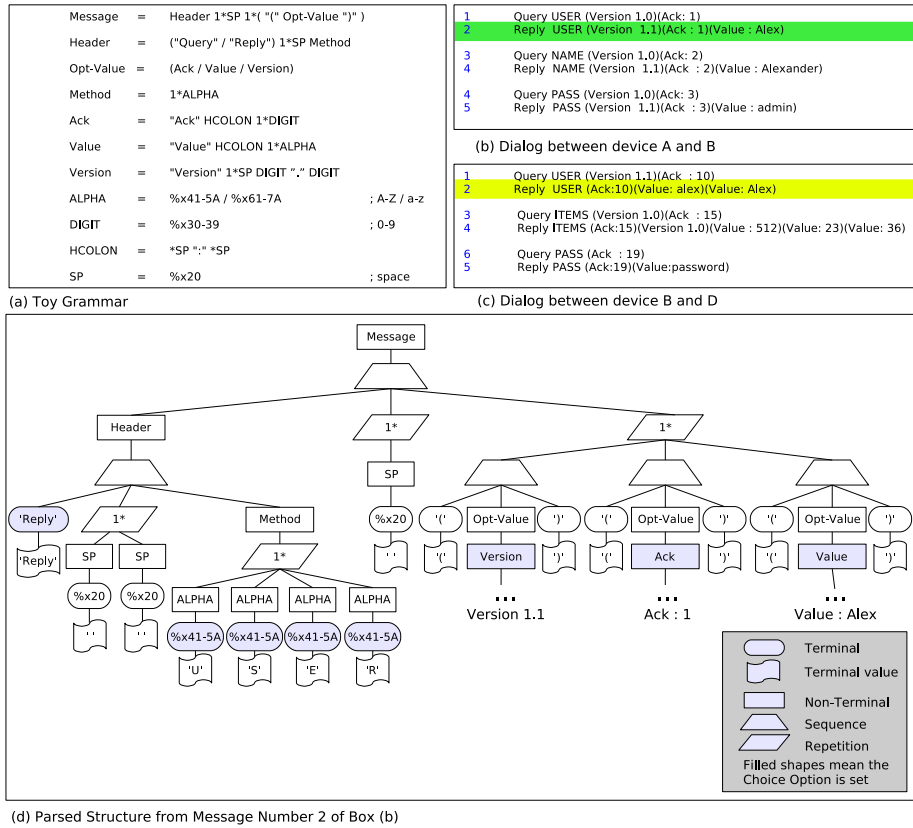 Message = Header 1*SP 1*( "(" Opt-Value ")" )
Header = ("Query" / "Reply") 1*SP Method
Opt-Value = (Ack / Value / Version)
Method = 1*ALPHA
Ack = "Ack" HCOLON 1*DIGIT
Value = "Value" HCOLON 1*ALPHA
Version = "Version" 1*SP DIGIT "." DIGIT
ALPHA = %x41-5A / %x61-7A ; A-Z / a-z
DIGIT = %x30-39 ; 0-9
HCOLON = *SP ":" *SP
SP = %x20 ; space
(a) Toy Grammar
1 Query USER (Version 1.0)(Ack: 1)
2 Reply USER (Version 1.1)(Ack : 1)(Value : Alex)
3 Query NAME (Version 1.0)(Ack: 2)
4 Reply NAME (Version 1.1)(Ack : 2)(Value : Alexander)
4 Query PASS (Version 1.0)(Ack: 3)
5 Reply PASS (Version 1.1)(Ack : 3)(Value : admin)
(b) Dialog between device A and B
1 Query USER (Version 1.1)(Ack : 10)
2 Reply USER (Ack:10)(Value: alex)(Value: Alex)
3 Query ITEMS (Version 1.0)(Ack : 15)
4 Reply ITEMS (Ack:15)(Version 1.0)(Value : 512)(Value: 23)(Value: 36)
6 Query PASS (Ack : 19)
5 Reply PASS (Ack:19)(Value:password)
(c) Dialog between device B and D
Message
Header 1* 1*
SP
'Reply' 1* Method %x20 '(' Opt-Value ')' '(' Opt-Value ')' '(' Opt-Value ')'
'Reply' SP SP 1* ' ' '(' Version ')' '(' Ack ')' '(' Value ')'
%x20 %x20 ALPHA ALPHA ALPHA ALPHA ... ... ...
Version 1.1 Ack : 1 Value : Alex
' ' ' ' %x41-5A %x41-5A %x41-5A %x41-5A
'U' 'S' 'E' 'R'
Terminal
Terminal value
Non-Terminal
Sequence
Repetition
Filled shapes mean the
Choice Option is set
(d) Parsed Structure from Message Number 2 of Box (b)